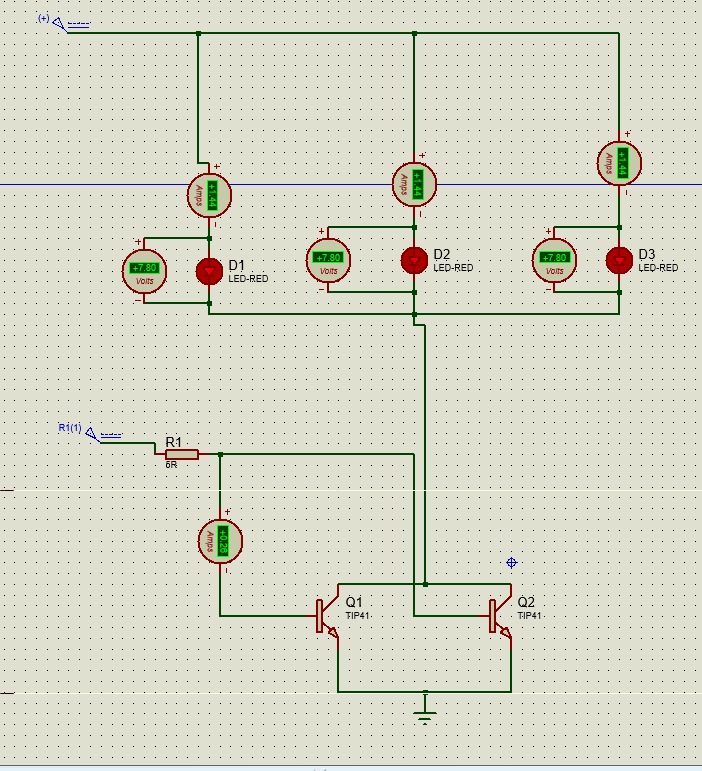 (+)
+
+
+
+1.44
Amps
+1.44
Amps
+1.44
Amps
-
-
-
+
+
+
+7.80
Volts
+7.80
Volts
+7.80
Volts
-
-
-
D1
LED-RED
D2
LED-RED
D3
LED-RED
R1(1)
R1
6R
+
Amps
-
Q1
TIP41
Q2
TIP41